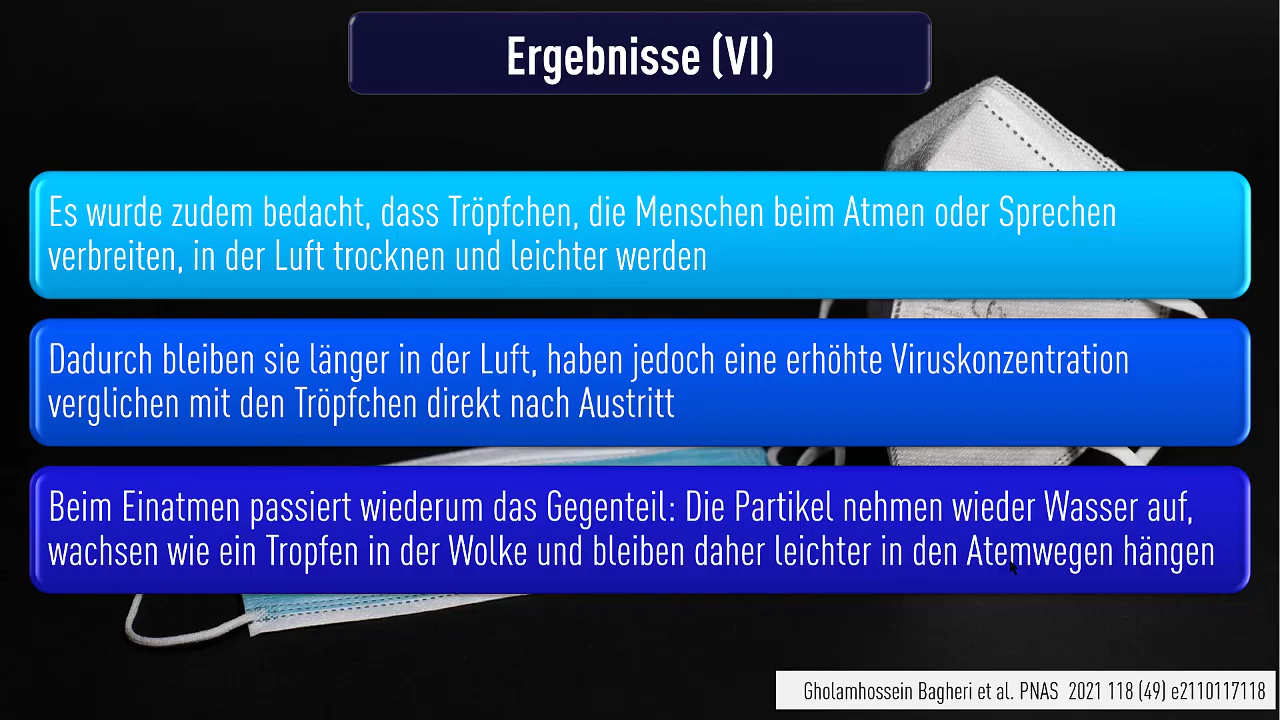 Ergebnisse (VI)
Es wurde zudem bedacht, dass Tröpfchen, die Menschen beim Atmen oder Sprechen
verbreiten, in der Luft trocknen und leichter werden
Dadurch bleiben sie länger in der Luft, haben jedoch eine erhöhte Viruskonzentration
verglichen mit den Tröpfchen direkt nach Austritt
Beim Einatmen passiert wiederum das Gegenteil: Die Partikel nehmen wieder Wasser auf,
wachsen wie ein Tropfen in der Wolke und bleiben daher leichter in den Atemwegen hängen
Gholamhossein Bagheri et al. PNAS 2021 118 (49) e2110117118